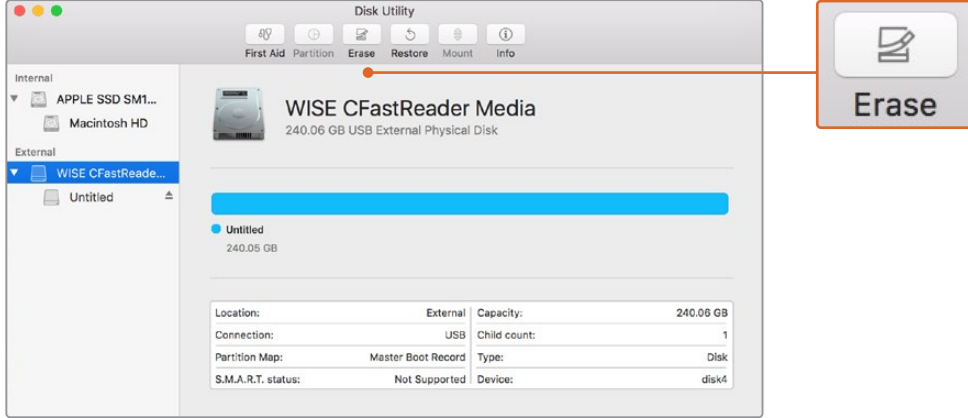 Disk Utility
First Aid Partition Erase Restore Mount Info
Erase
Internal
APPLE SSD SM1...
Macintosh HD
External
WISE CFastReade...
Untitled
WISE CFastReader Media
240.06 GB USB External Physical Disk
Untitled
240.05 GB
Location: External Capacity: 240.06 GB
Connection: USB Child count: 1
Partition Map: Master Boot Record Type: Disk
S.M.A.R.T. status: Not Supported Device: disk4